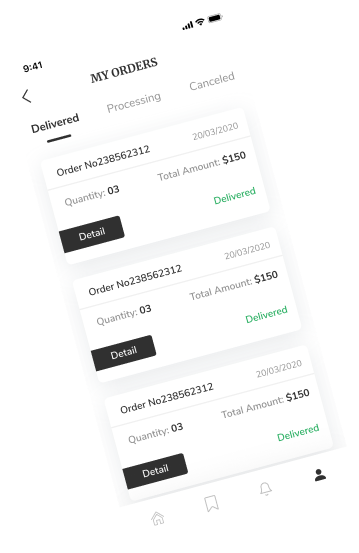 9:41
MY ORDERS
Delivered Processing Canceled
Order No238562312 20/03/2020
Quantity: 03 Total Amount: $150
Detail Delivered
Order No238562312 20/03/2020
Quantity: 03 Total Amount: $150
Detail Delivered
Order No238562312 20/03/2020
Quantity: 03 Total Amount: $150
Detail Delivered